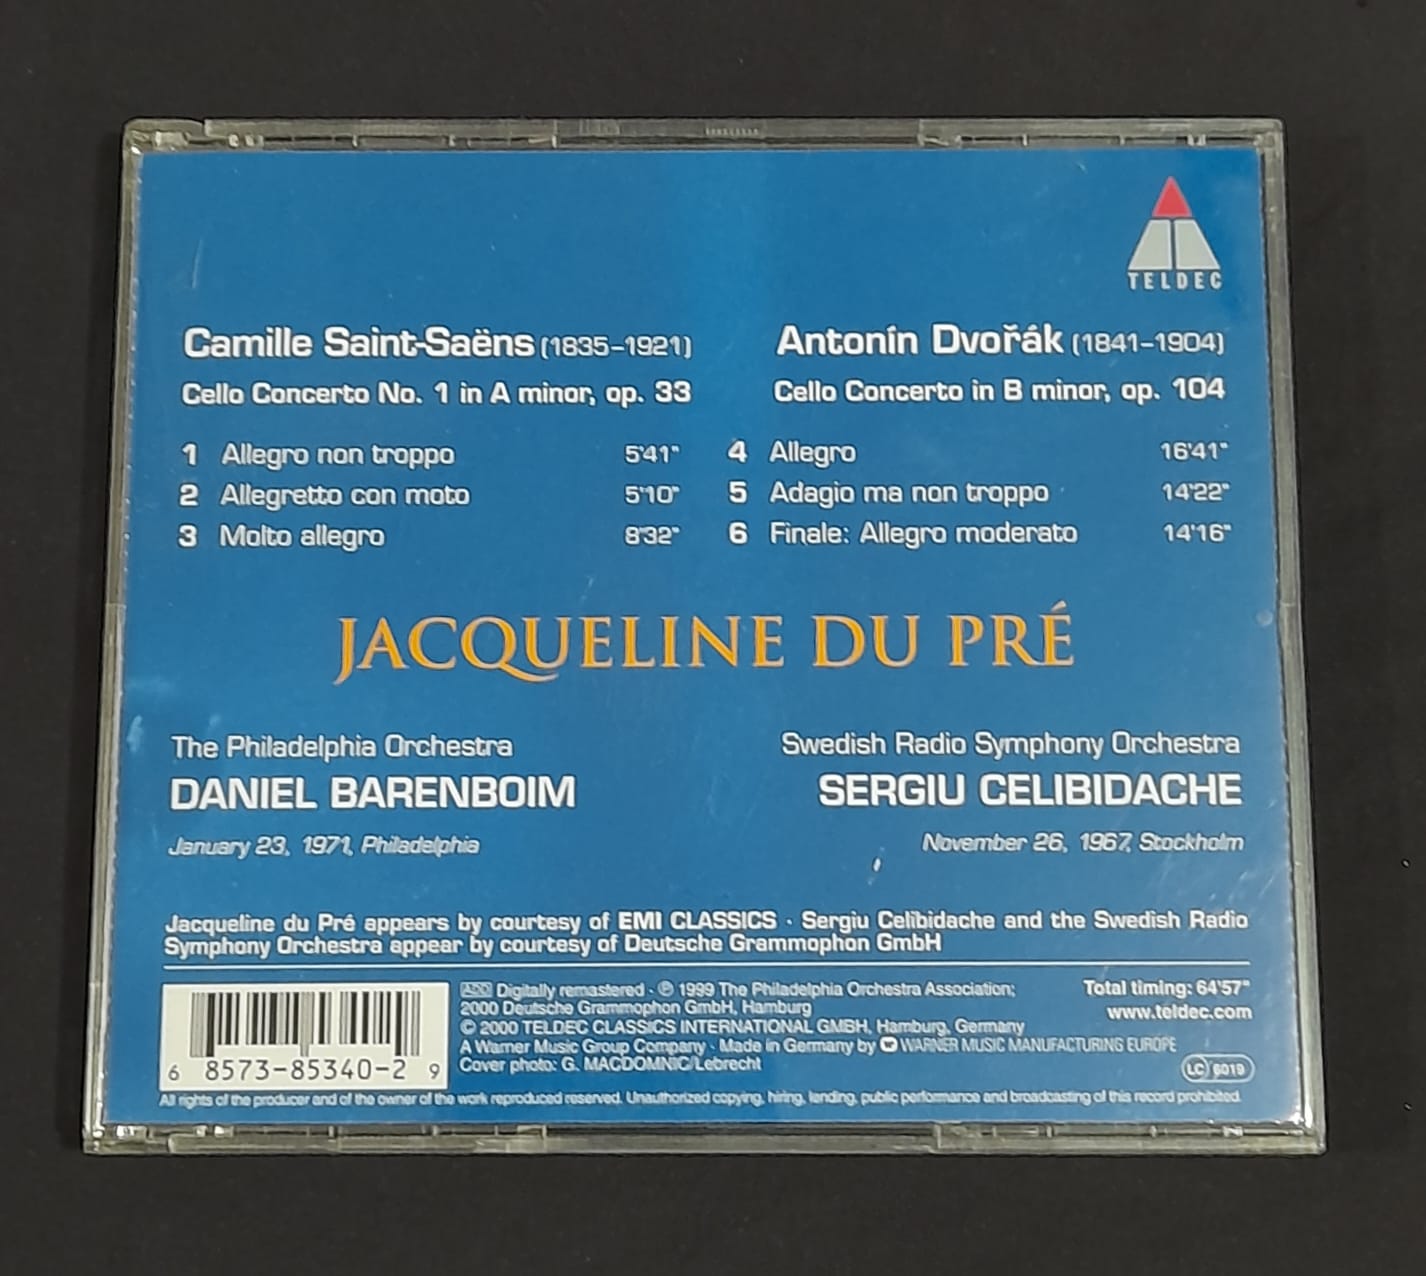 TELDEC
Camille Saint-Saëns (1835–1921)
Cello Concerto No. 1 in A minor, op. 33
1 Allegro non troppo 5'41"
2 Allegretto con moto 5'10"
3 Molto allegro 8'32"
Antonín Dvořák (1841–1904)
Cello Concerto in B minor, op. 104
4 Allegro 16'41"
5 Adagio ma non troppo 14'22"
6 Finale: Allegro moderato 14'16"
JACQUELINE DU PRÉ
The Philadelphia Orchestra
DANIEL BARENBOIM
January 23, 1971, Philadelphia
Swedish Radio Symphony Orchestra
SERGIU CELIBIDACHE
November 26, 1967, Stockholm
Jacqueline du Pré appears by courtesy of EMI CLASSICS · Sergiu Celibidache and the Swedish Radio
Symphony Orchestra appear by courtesy of Deutsche Grammophon GmbH
6 8573-85340-2 9
ADD Digitally remastered · ℗ 1999 The Philadelphia Orchestra Association;
2000 Deutsche Grammophon GmbH, Hamburg
© 2000 TELDEC CLASSICS INTERNATIONAL GMBH, Hamburg, Germany
A Warner Music Group Company · Made in Germany by WARNER MUSIC MANUFACTURING EUROPE
Cover photo: G. MACDOMNIC/Lebrecht
Total timing: 64'57"
www.teldec.com
LC 6019
All rights of the producer and of the owner of the work reproduced reserved. Unauthorized copying, hiring, lending, public performance and broadcasting of this record prohibited.